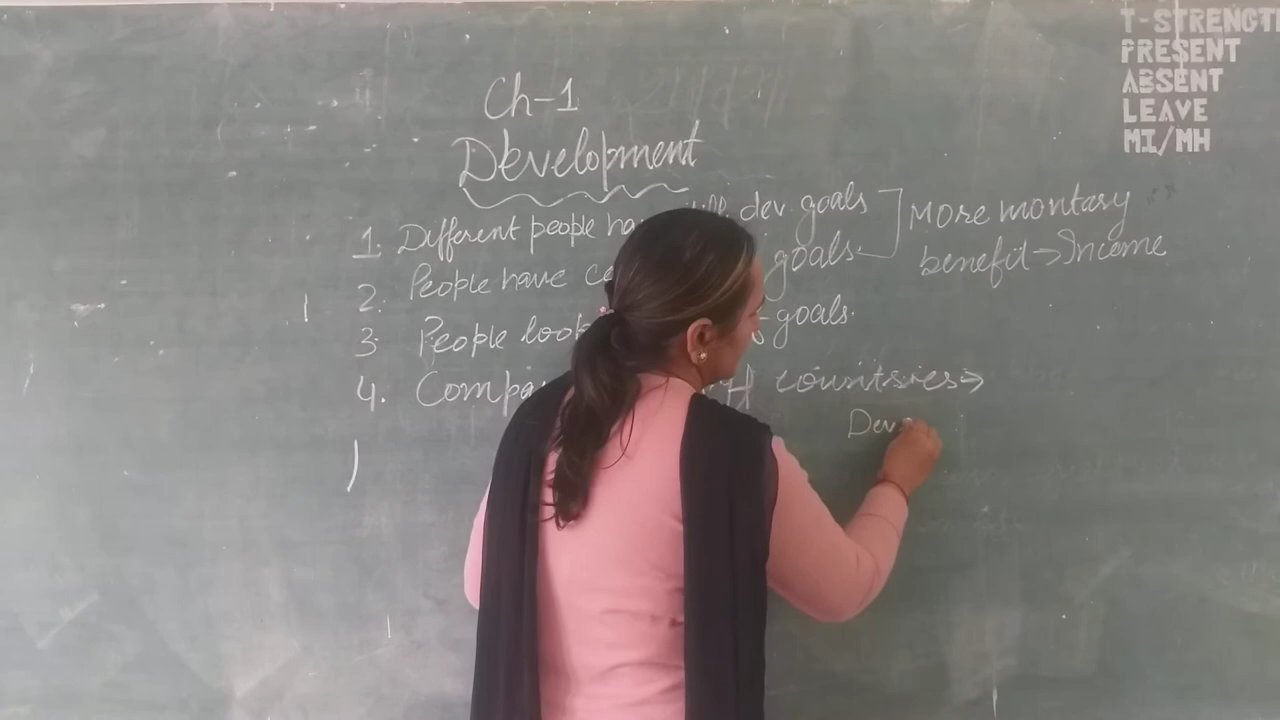 T-STRENGT
PRESENT
ABSENT
LEAVE
MI/MH
Ch-1
Development
1. Different people ha dev goals
2. People have goals.
More montary
benefit → Income
3. People look goals.
4. Compa countries →
Dev